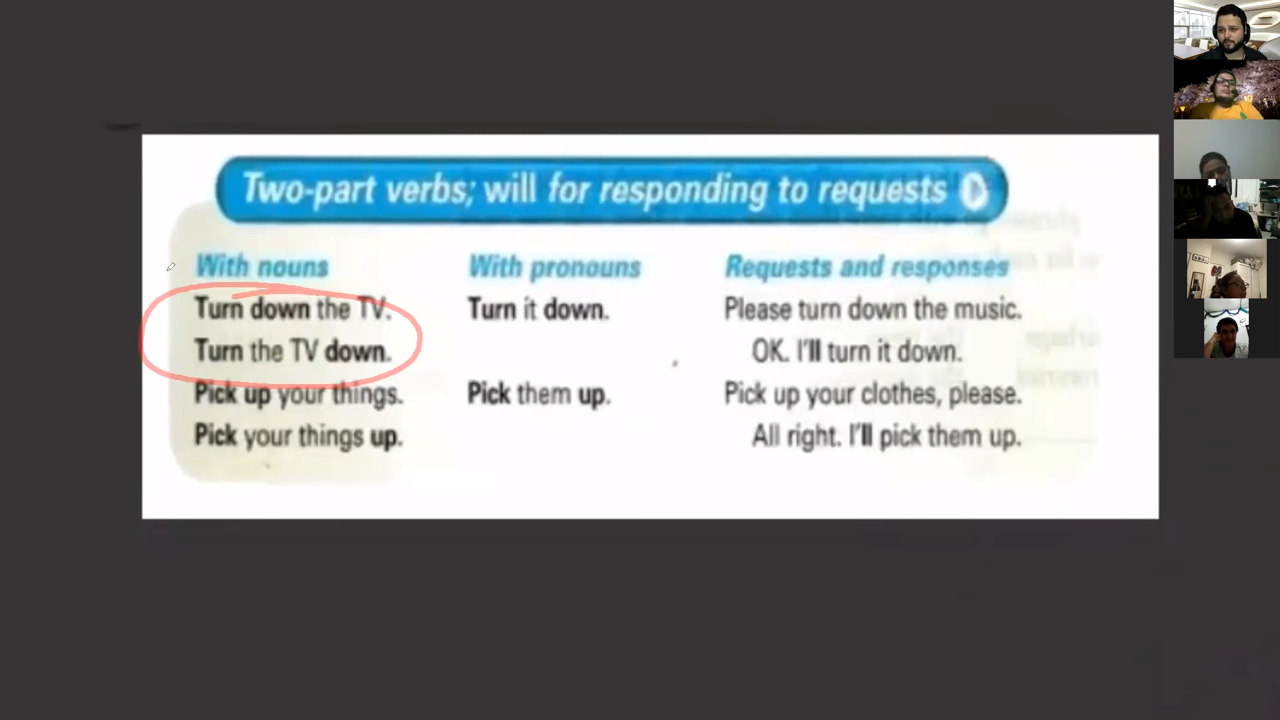 Two-part verbs; will for responding to requests
With nouns With pronouns Requests and responses
Turn down the TV. Turn it down. Please turn down the music.
Turn the TV down. OK. I'll turn it down.
Pick up your things. Pick them up. Pick up your clothes, please.
Pick your things up. All right. I'll pick them up.